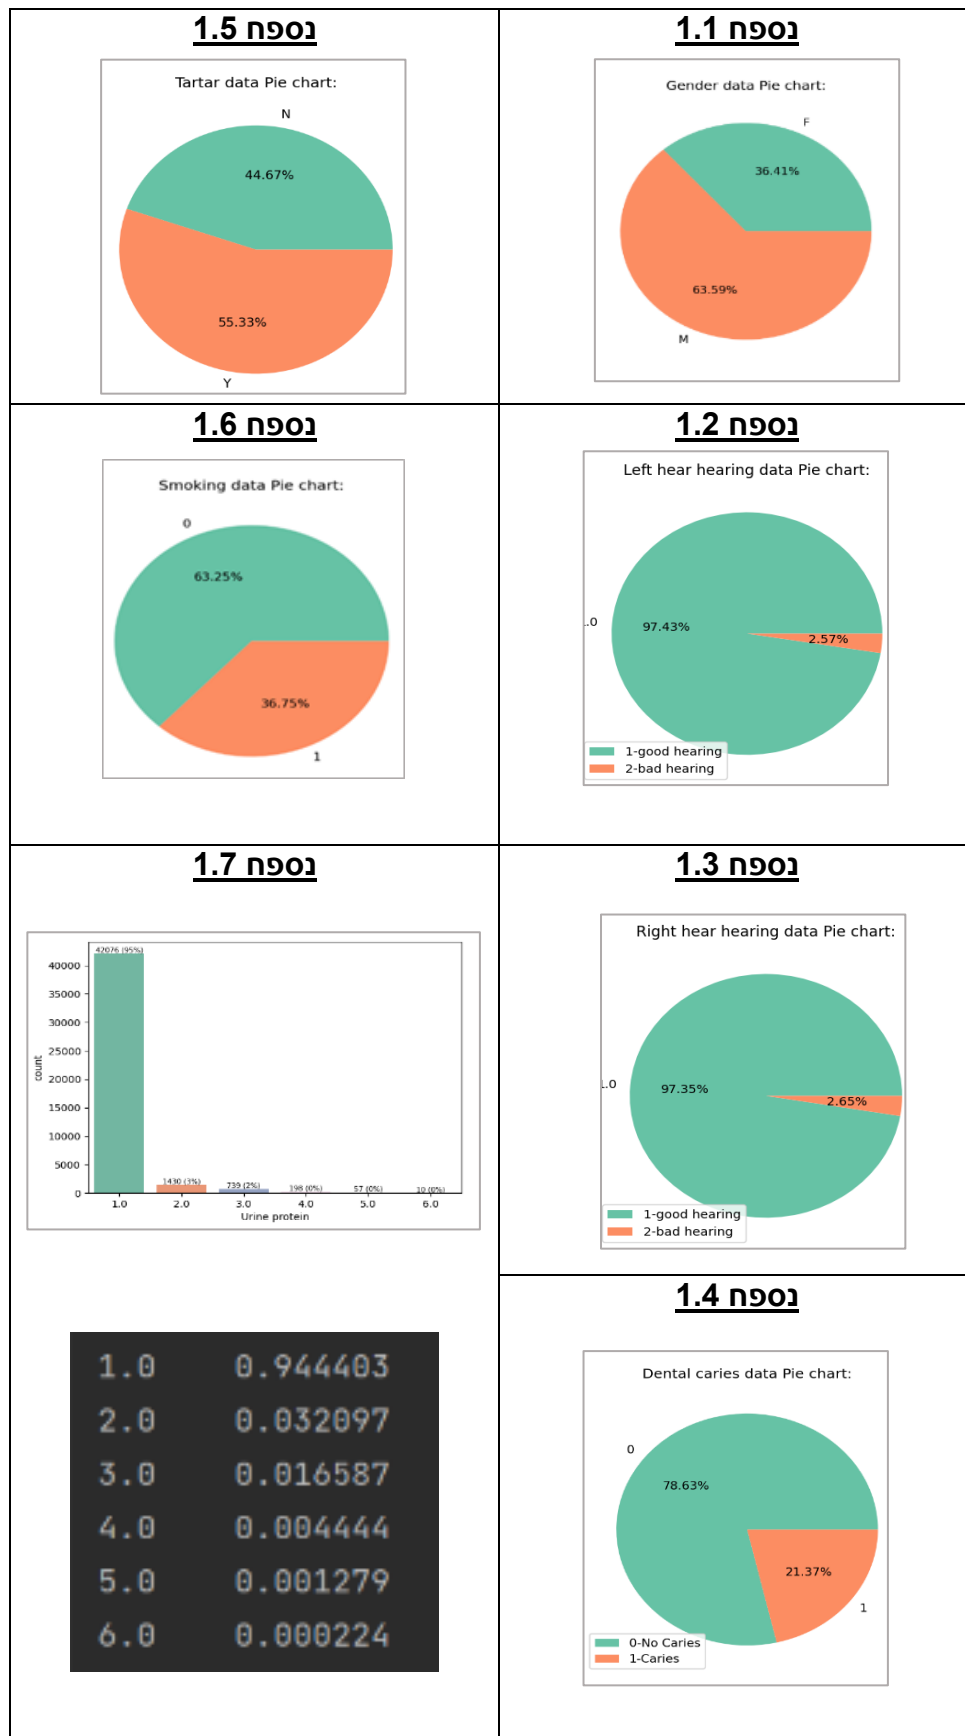 נספח 1.1
Gender data Pie chart:
F
36.41%
63.59%
M
נספח 1.5
Tartar data Pie chart:
N
44.67%
55.33%
Y
נספח 1.2
Left hear hearing data Pie chart:
.0
97.43%
2.57%
1-good hearing
2-bad hearing
נספח 1.6
Smoking data Pie chart:
0
63.25%
36.75%
1
נספח 1.3
Right hear hearing data Pie chart:
1.0
97.35%
2.65%
1-good hearing
2-bad hearing
נספח 1.4
Dental caries data Pie chart:
0
78.63%
21.37%
1
0-No Caries
1-Caries
נספח 1.7
42076 (95%)
40000
35000
30000
25000
20000
15000
10000
5000
0
count
1430 (3%) 739 (2%) 198 (0%) 57 (0%) 10 (0%)
1.0 2.0 3.0 4.0 5.0 6.0
Urine protein
1.0 0.944403
2.0 0.032097
3.0 0.016587
4.0 0.004444
5.0 0.001279
6.0 0.000224